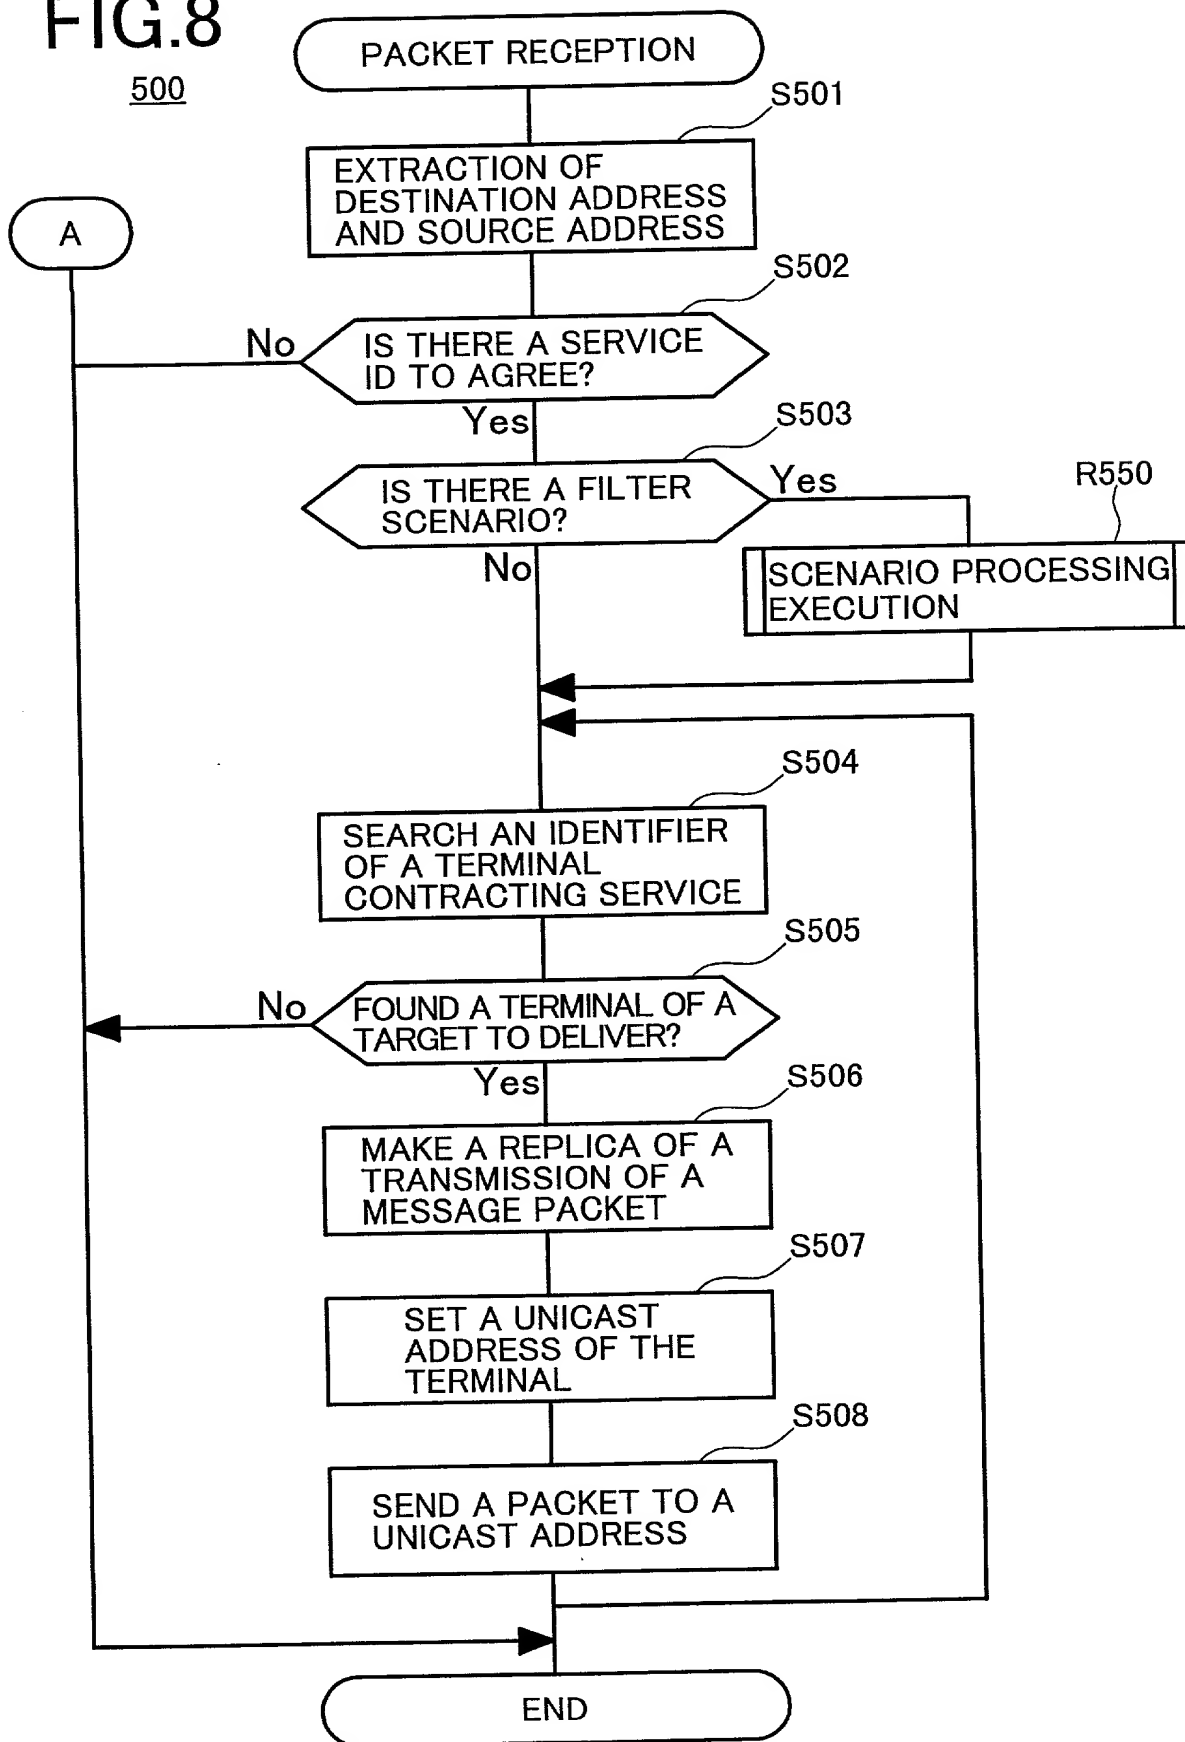 FIG.8
500
PACKET RECEPTION
S501
EXTRACTION OF
DESTINATION ADDRESS
AND SOURCE ADDRESS
A
S502
No
IS THERE A SERVICE
ID TO AGREE?
Yes
S503
IS THERE A FILTER
SCENARIO?
Yes
R550
No
SCENARIO PROCESSING
EXECUTION
S504
SEARCH AN IDENTIFIER
OF A TERMINAL
CONTRACTING SERVICE
S505
No
FOUND A TERMINAL OF A
TARGET TO DELIVER?
Yes
S506
MAKE A REPLICA OF A
TRANSMISSION OF A
MESSAGE PACKET
S507
SET A UNICAST
ADDRESS OF THE
TERMINAL
S508
SEND A PACKET TO A
UNICAST ADDRESS
END